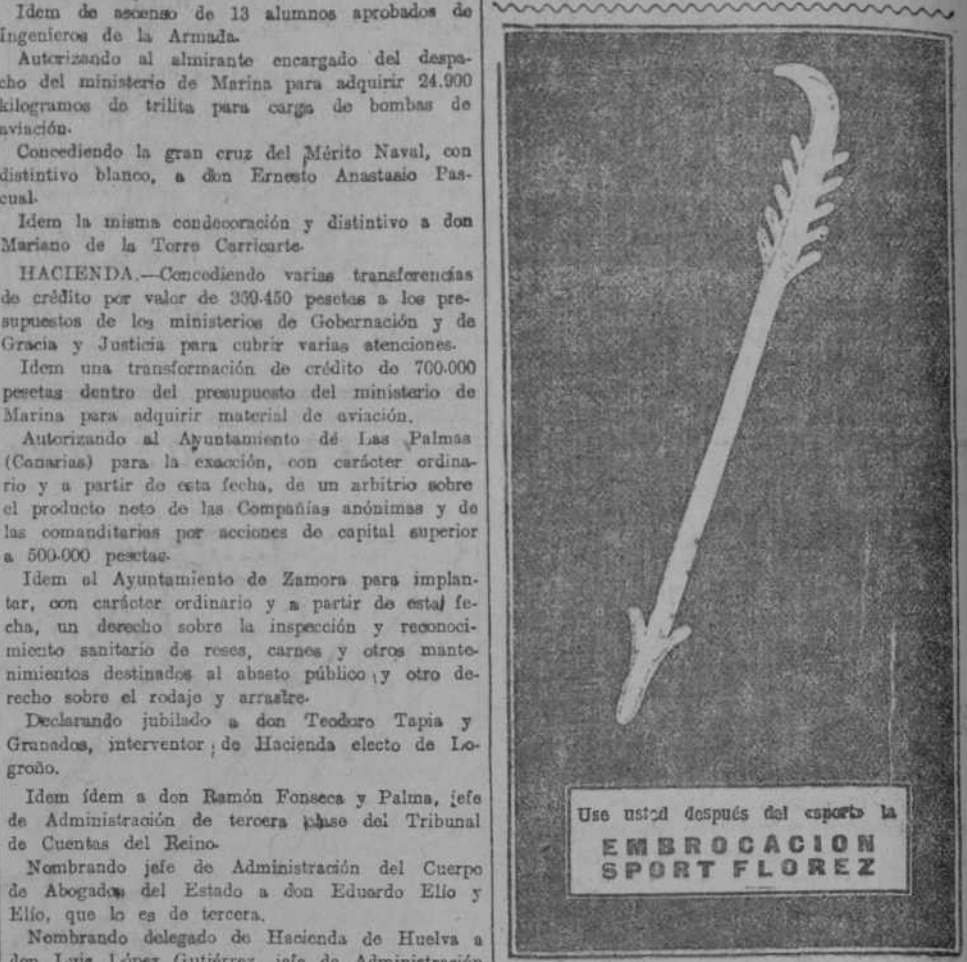 Idem de ascenso de 13 alumnos aprobados de
Ingenieros de la Armada.
Autorizando al almirante encargado del despa-
cho del ministerio de Marina para adquirir 24.900
kilogramos de trilita para carga de bombas de
aviación.
Concediendo la gran cruz del Mérito Naval, con
distintivo blanco, a don Ernesto Anastasio Pas-
cual.
Idem la misma condecoración y distintivo a don
Mariano de la Torre Carricarte.
HACIENDA.—Concediendo varias transferencias
de crédito por valor de 359.450 pesetas a los pre-
supuestos de los ministerios de Gobernación y de
Gracia y Justicia para cubrir varias atenciones.
Idem una transformación de crédito de 700.000
pesetas dentro del presupuesto del ministerio de
Marina para adquirir material de aviación.
Autorizando al Ayuntamiento de Las Palmas
(Canarias) para la exacción, con carácter ordina-
rio y a partir de esta fecha, de un arbitrio sobre
el producto neto de las Compañías anónimas y de
las comanditarias por acciones de capital superior
a 500.000 pesetas.
Idem al Ayuntamiento de Zamora para implan-
tar, con carácter ordinario y a partir de esta fe-
cha, un derecho sobre la inspección y reconoci-
miento sanitario de reses, carnes y otros mante-
nimientos destinados al abasto público y otro de-
recho sobre el rodaje y arrastre.
Declarando jubilado a don Teodoro Tapia y
Granados, interventor de Hacienda electo de Lo-
groño.
Idem ídem a don Ramón Fonseca y Palma, jefe
de Administración de tercera clase del Tribunal
de Cuentas del Reino.
Nombrando jefe de Administración del Cuerpo
de Abogados del Estado a don Eduardo Elío y
Elío, que lo es de tercera.
Nombrando delegado de Hacienda de Huelva a
don Luis López Gutiérrez, jefe de Administración
Use usted después del «sport» la
EMBROCACION
SPORT FLOREZ